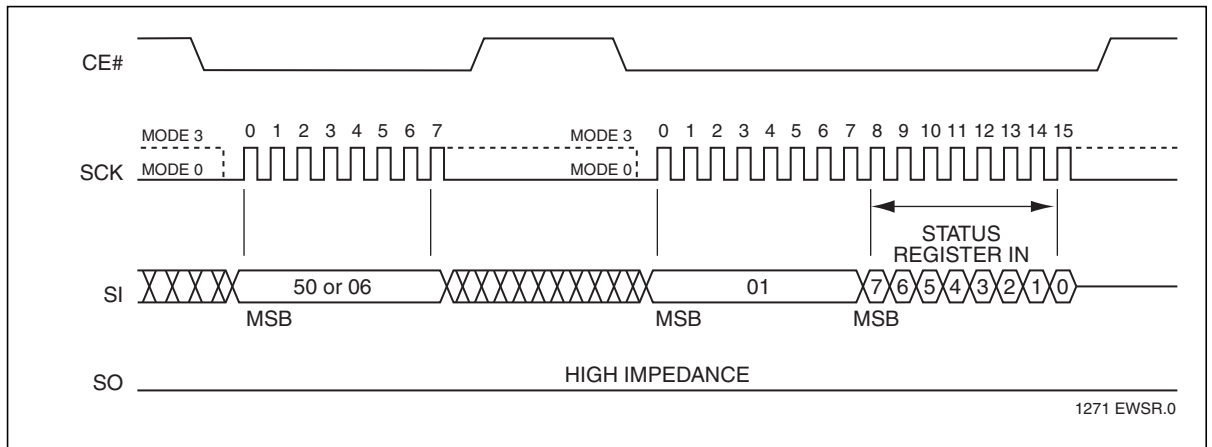 CE#
MODE 3 0 1 2 3 4 5 6 7 MODE 3 0 1 2 3 4 5 6 7 8 9 10 11 12 13 14 15
SCK MODE 0 MODE 0
STATUS
REGISTER IN
SI 50 or 06 01 7 6 5 4 3 2 1 0
MSB MSB MSB
SO HIGH IMPEDANCE
1271 EWSR.0